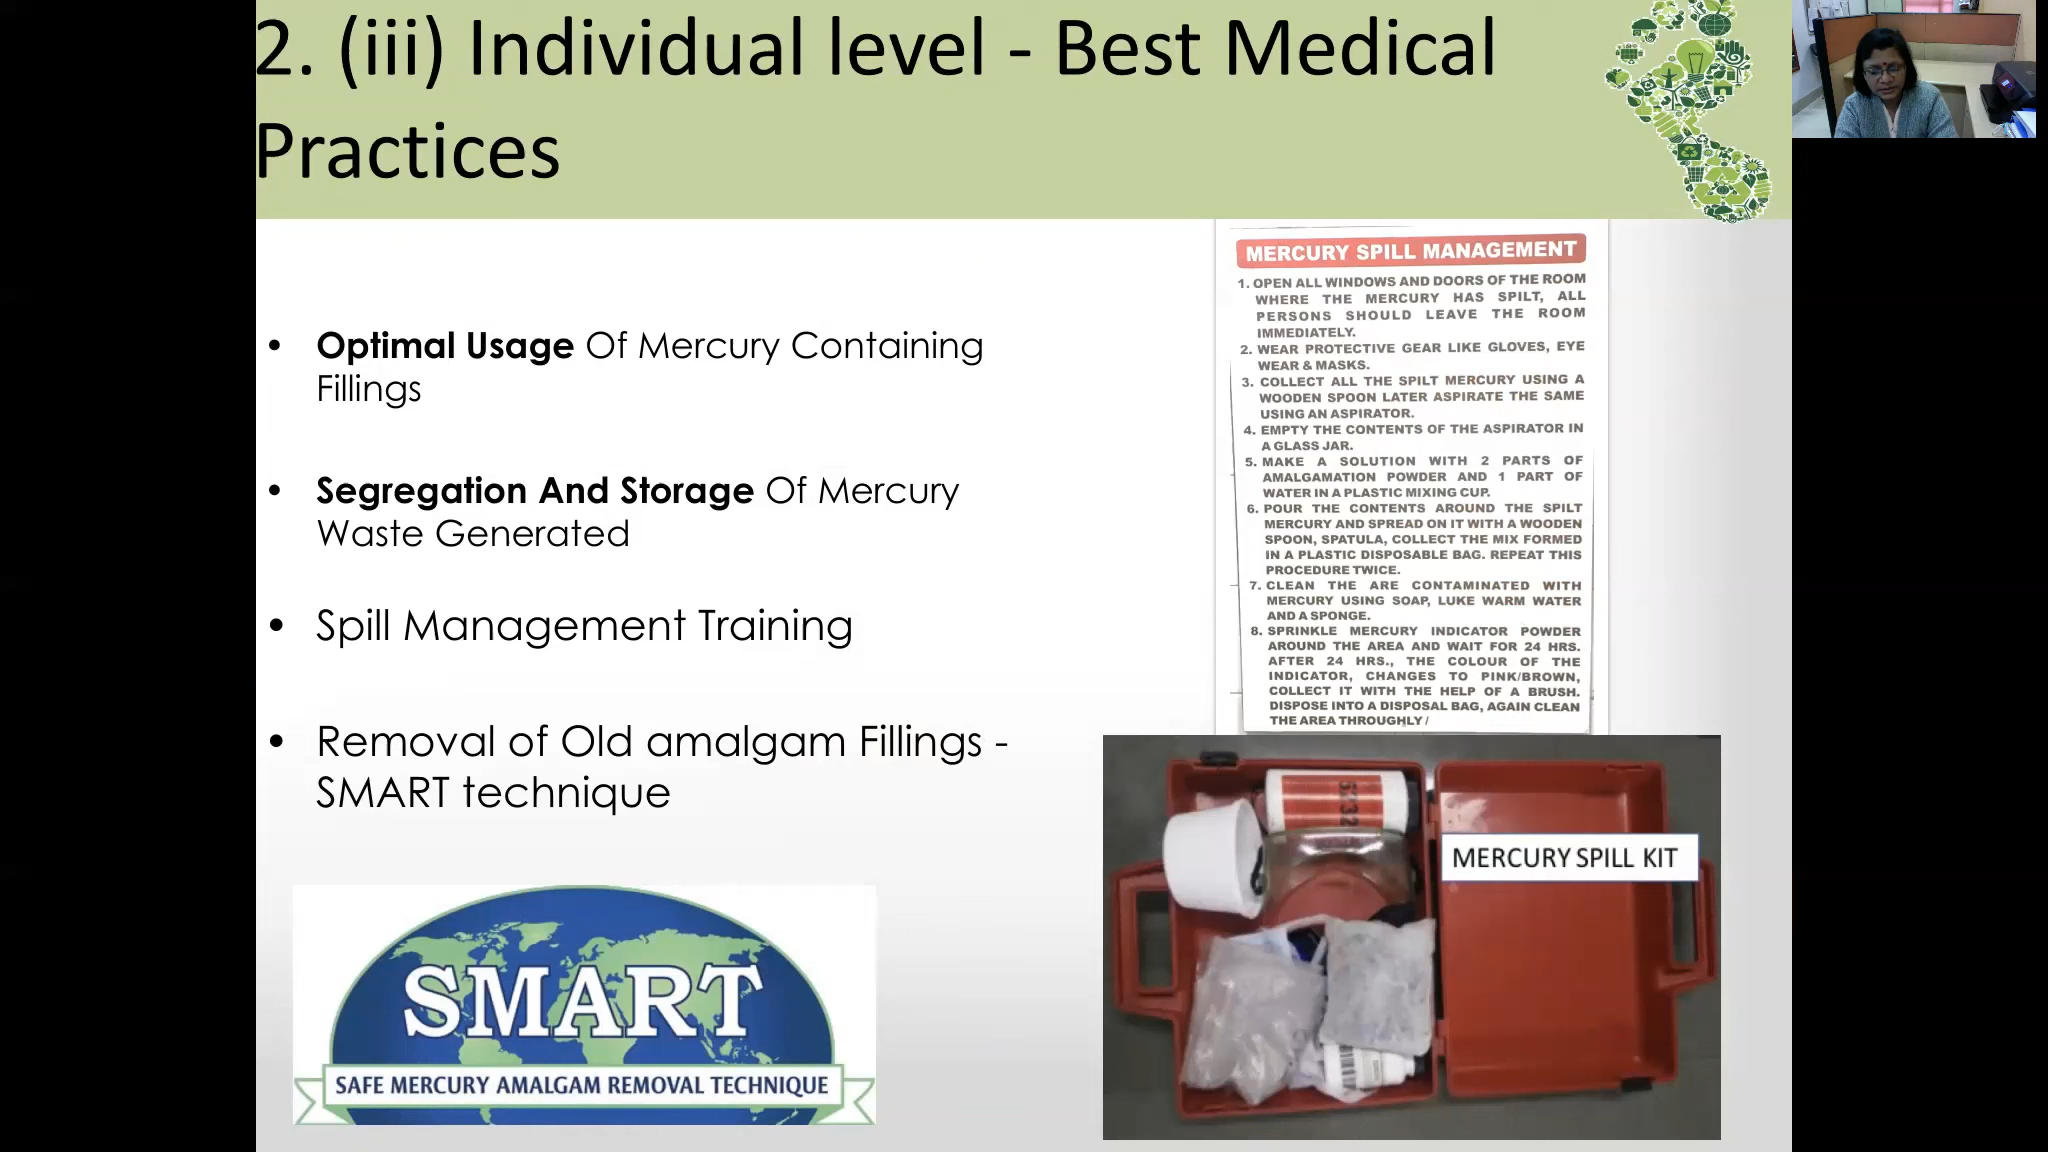 2. (iii) Individual level - Best Medical
Practices
• Optimal Usage Of Mercury Containing
Fillings
• Segregation And Storage Of Mercury
Waste Generated
• Spill Management Training
• Removal of Old amalgam Fillings -
SMART technique
SMART
SAFE MERCURY AMALGAM REMOVAL TECHNIQUE
MERCURY SPILL MANAGEMENT
1. OPEN ALL WINDOWS AND DOORS OF THE ROOM
WHERE THE MERCURY HAS SPILT, ALL
PERSONS SHOULD LEAVE THE ROOM
IMMEDIATELY.
2. WEAR PROTECTIVE GEAR LIKE GLOVES, EYE
WEAR & MASKS.
3. COLLECT ALL THE SPILT MERCURY USING A
WOODEN SPOON LATER ASPIRATE THE SAME
USING AN ASPIRATOR.
4. EMPTY THE CONTENTS OF THE ASPIRATOR IN
A GLASS JAR.
5. MAKE A SOLUTION WITH 2 PARTS OF
AMALGAMATION POWDER AND 1 PART OF
WATER IN A PLASTIC MIXING CUP.
6. POUR THE CONTENTS AROUND THE SPILT
MERCURY AND SPREAD ON IT WITH A WOODEN
SPOON, SPATULA, COLLECT THE MIX FORMED
IN A PLASTIC DISPOSABLE BAG. REPEAT THIS
PROCEDURE TWICE.
7. CLEAN THE ARE CONTAMINATED WITH
MERCURY USING SOAP, LUKE WARM WATER
AND A SPONGE.
8. SPRINKLE MERCURY INDICATOR POWDER
AROUND THE AREA AND WAIT FOR 24 HRS.
AFTER 24 HRS., THE COLOUR OF THE
INDICATOR, CHANGES TO PINK/BROWN,
COLLECT IT WITH THE HELP OF A BRUSH.
DISPOSE INTO A DISPOSAL BAG, AGAIN CLEAN
THE AREA THROUGHLY /
MERCURY SPILL KIT